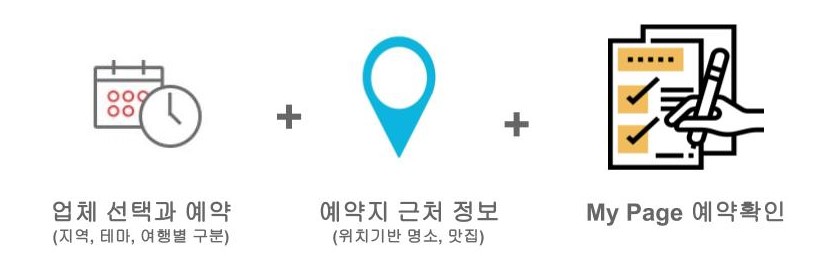 업체 선택과 예약
(지역, 테마, 여행별 구분)
예약지 근처 정보
(위치기반 명소, 맛집)
My Page 예약확인